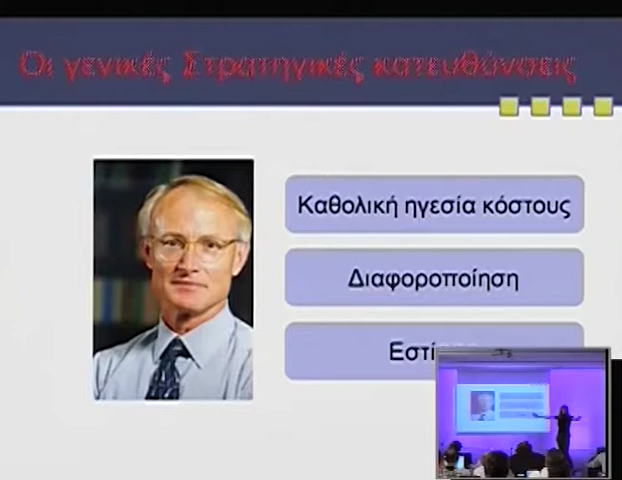 Οι γενικές Στρατηγικές κατευθύνσεις
Καθολική ηγεσία κόστους
Διαφοροποίηση